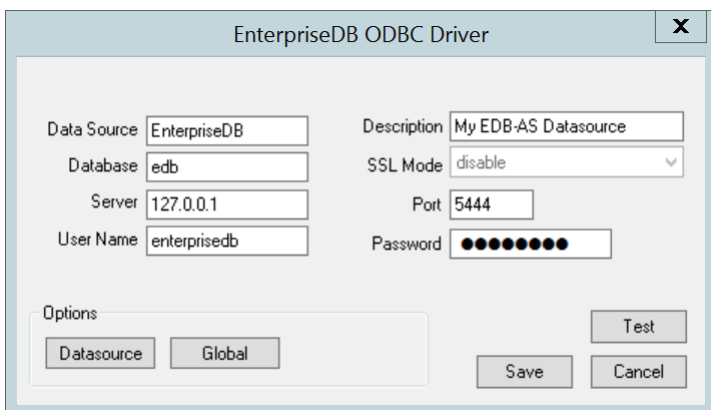 EnterpriseDB ODBC Driver
X
Data Source EnterpriseDB
Description My EDB-AS Datasource
Database edb
SSL Mode disable
Server 127.0.0.1
Port 5444
User Name enterprisedb
Password ●●●●●●●●
Options
Datasource Global
Test
Save Cancel